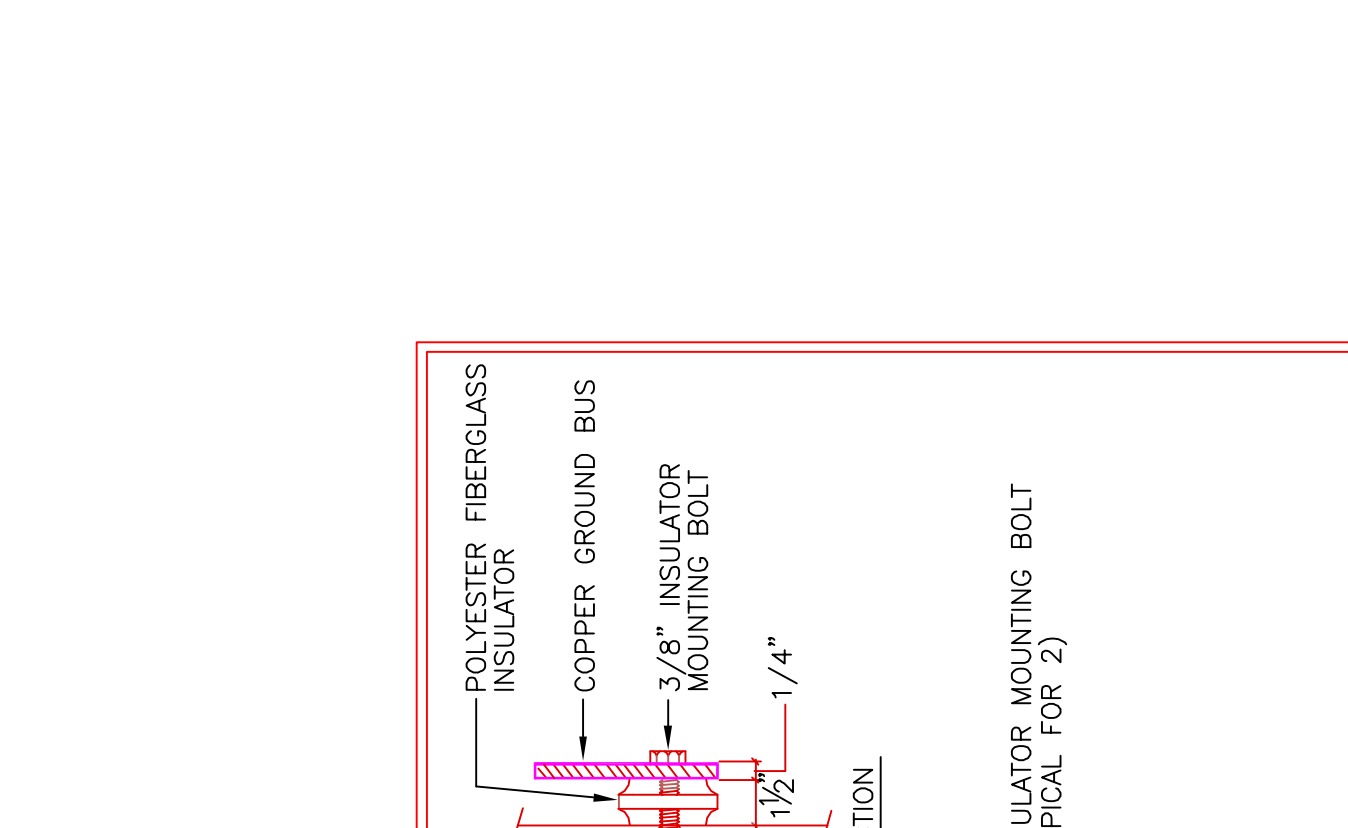 POLYESTER FIBERGLASS
INSULATOR
COPPER GROUND BUS
3/8" INSULATOR
MOUNTING BOLT
1/4"
1½"
TION
ULATOR MOUNTING BOLT
PICAL FOR 2)